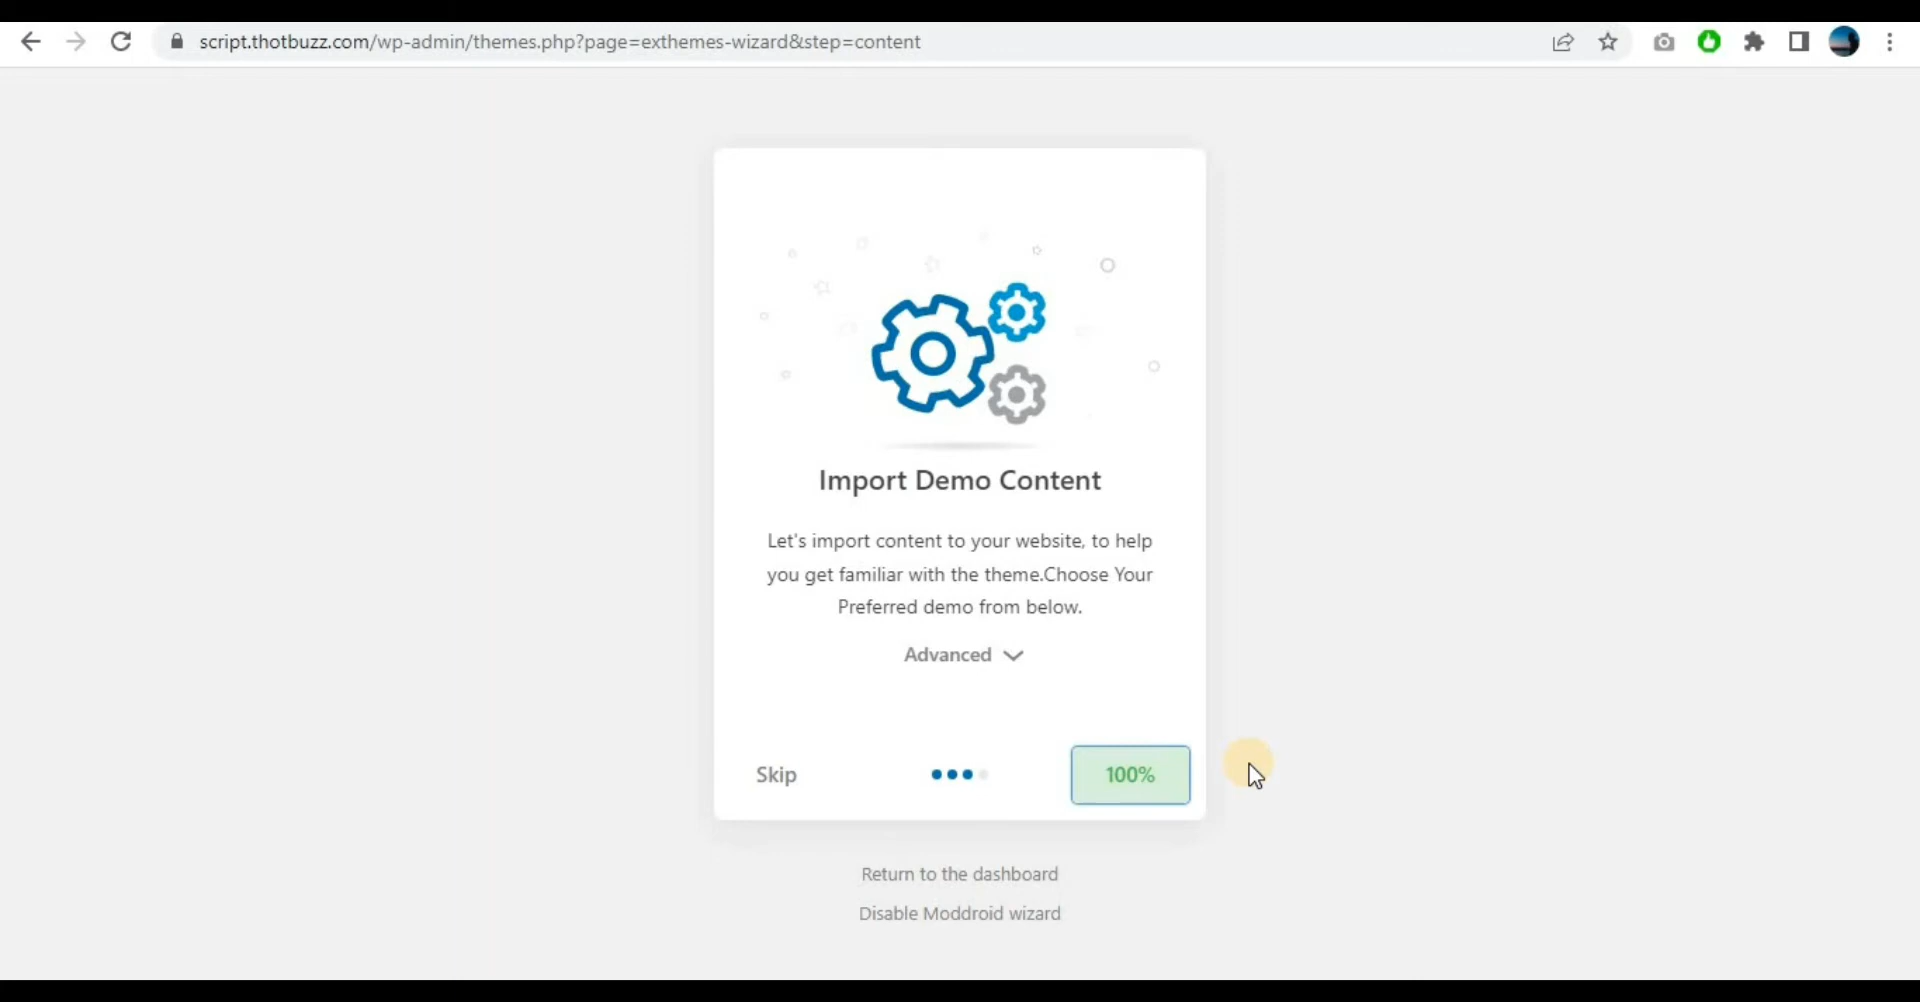 script.thotbuzz.com/wp-admin/themes.php?page=exthemes-wizard&step=content
Import Demo Content
Let's import content to your website, to help
you get familiar with the theme.Choose Your
Preferred demo from below.
Advanced
Skip
100%
Return to the dashboard
Disable Moddroid wizard